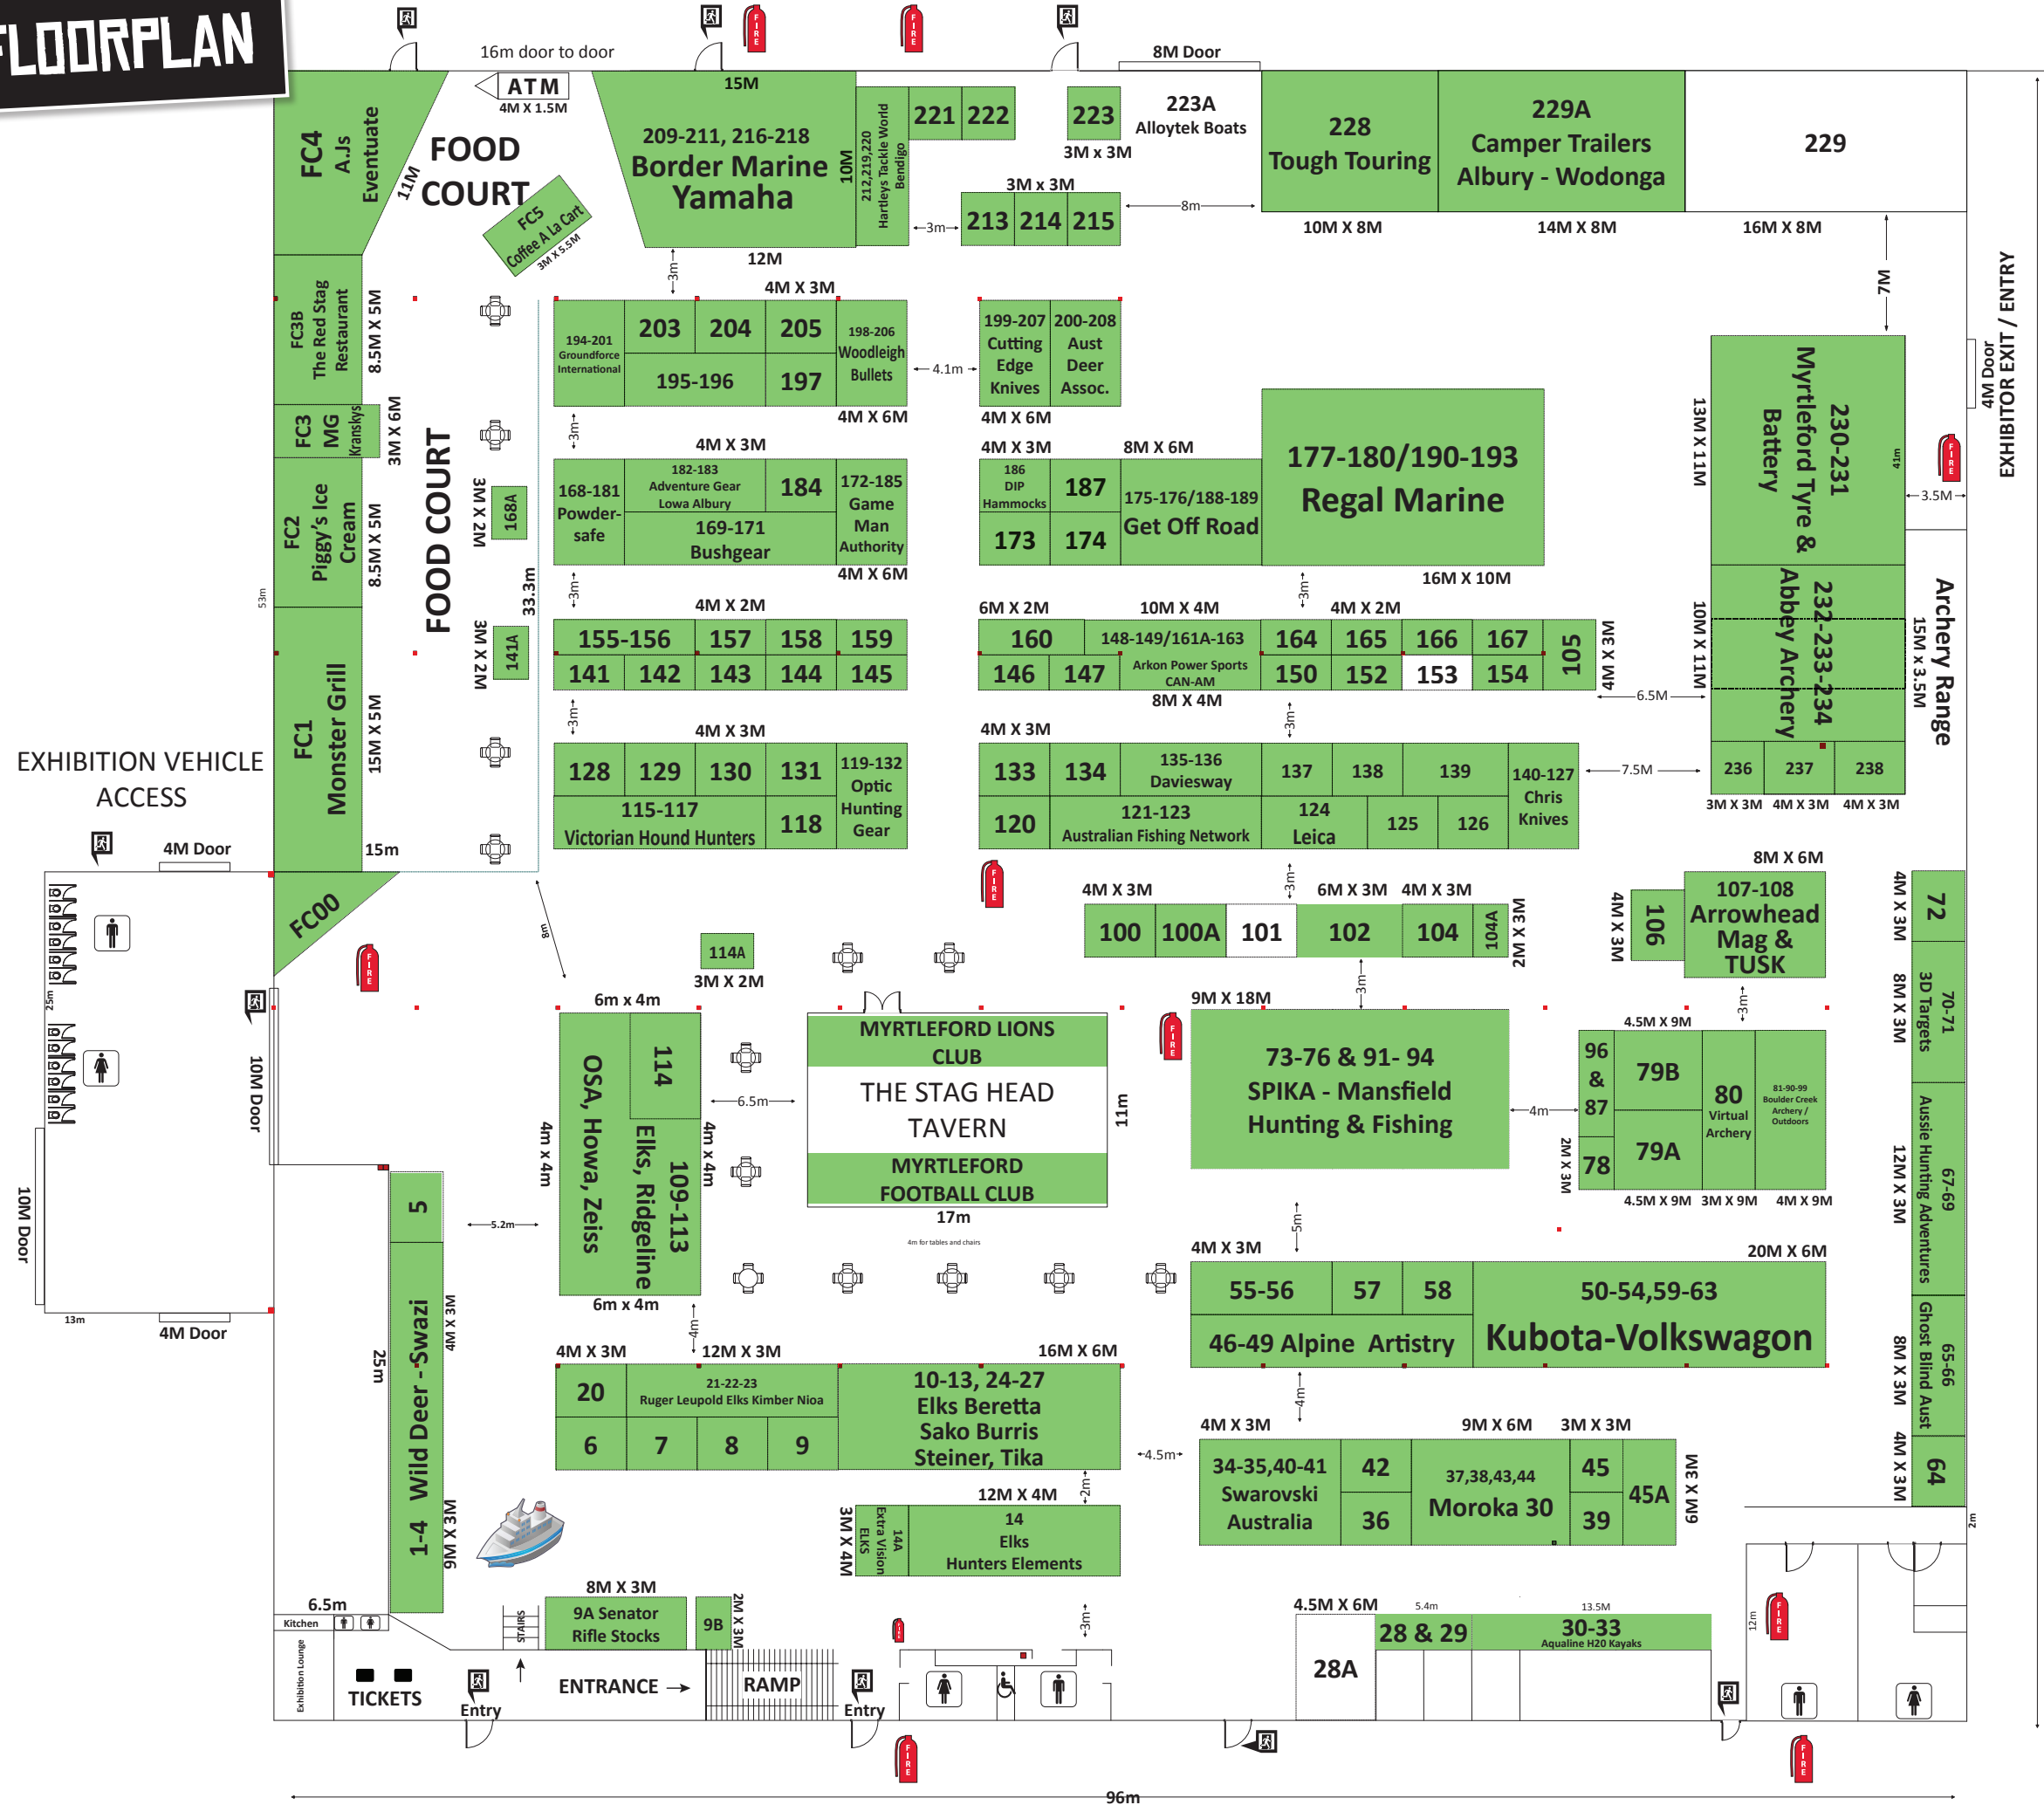 FLOORPLAN
16m door to door
ATM
4M X 1.5M
FOOD
COURT
FC4
A.Js
Eventuate
11M
FC5
Coffee A La Cart
3M X 5.5M
15M
209-211, 216-218
Border Marine
Yamaha
10M
12M
212,219,220
Hartleys Tackle World
Bendigo
221
222
223
3M x 3M
8M Door
223A
Alloytek Boats
3M x 3M
213
214
215
3m
8m
228
Tough Touring
10M X 8M
229A
Camper Trailers
Albury - Wodonga
14M X 8M
229
16M X 8M
7M
4M Door
EXHIBITOR EXIT / ENTRY
FC3B
The Red Stag
Restaurant
8.5M X 5M
FC3
MG
Kranskys
3M X 6M
FC2
Piggy's Ice
Cream
8.5M X 5M
FC1
Monster Grill
15M X 5M
53m
FOOD COURT
168A
3M X 2M
141A
3M X 2M
33.3m
15m
FC00
8m
3m
4M X 3M
194-201
Groundforce
International
203
204
205
195-196
197
198-206
Woodleigh
Bullets
4M X 6M
4.1m
199-207
Cutting
Edge
Knives
200-208
Aust
Deer
Assoc.
4M X 6M
3m
4M X 3M
168-181
Powder-
safe
182-183
Adventure Gear
Lowa Albury
184
169-171
Bushgear
172-185
Game
Man
Authority
4M X 6M
4M X 3M
8M X 6M
186
DIP
Hammocks
187
173
174
175-176/188-189
Get Off Road
177-180/190-193
Regal Marine
16M X 10M
3m
3m
13M X 11M
230-231
Myrtleford Tyre &
Battery
41m
3.5M
232-233-234
Abbey Archery
10M X 11M
Archery Range
15M x 3.5M
4M X 2M
155-156
157
158
159
141
142
143
144
145
6M X 2M
10M X 4M
4M X 2M
160
148-149/161A-163
Arkon Power Sports
CAN-AM
146
147
8M X 4M
164
165
166
167
150
152
153
154
105
4M X 3M
6.5M
3m
3m
4M X 3M
128
129
130
131
115-117
Victorian Hound Hunters
118
119-132
Optic
Hunting
Gear
4M X 3M
133
134
135-136
Daviesway
137
138
139
140-127
Chris
Knives
120
121-123
Australian Fishing Network
124
Leica
125
126
7.5M
236
237
238
3M X 3M
4M X 3M
4M X 3M
EXHIBITION VEHICLE
ACCESS
4M Door
25m
10M Door
10M Door
13m
4M Door
3m
4M X 3M
6M X 3M
4M X 3M
100
100A
101
102
104
104A
2M X 3M
106
4M X 3M
8M X 6M
107-108
Arrowhead
Mag &
TUSK
3m
3m
72
4M X 3M
70-71
3D Targets
8M X 3M
67-69
Aussie Hunting Adventures
12M X 3M
65-66
Ghost Blind Aust
8M X 3M
64
4M X 3M
114A
3M X 2M
6m x 4m
OSA, Howa, Zeiss
114
109-113
Elks, Ridgeline
4m x 4m
4m x 4m
6m x 4m
5.2m
6.5m
MYRTLEFORD LIONS
CLUB
THE STAG HEAD
TAVERN
MYRTLEFORD
FOOTBALL CLUB
11m
17m
4m for tables and chairs
9M X 18M
73-76 & 91- 94
SPIKA - Mansfield
Hunting & Fishing
4m
4.5M X 9M
96
&
87
78
2M X 3M
79B
79A
80
Virtual
Archery
81-90-99
Boulder Creek
Archery /
Outdoors
4.5M X 9M
3M X 9M
4M X 9M
5m
4M X 3M
20M X 6M
55-56
57
58
46-49 Alpine Artistry
50-54,59-63
Kubota-Volkswagon
5
1-4 Wild Deer - Swazi
4M X 3M
9M X 3M
25m
6.5m
4m
4M X 3M
12M X 3M
16M X 6M
20
21-22-23
Ruger Leupold Elks Kimber Nioa
6
7
8
9
10-13, 24-27
Elks Beretta
Sako Burris
Steiner, Tika
4.5m
2m
12M X 4M
14A
Extra Vision
ELKS
3M X 4M
14
Elks
Hunters Elements
4m
4M X 3M
9M X 6M
3M X 3M
34-35,40-41
Swarovski
Australia
42
36
37,38,43,44
Moroka 30
45
39
45A
6M X 3M
2m
12m
Kitchen
Exhibition Lounge
TICKETS
STAIRS
Entry
ENTRANCE
8M X 3M
9A Senator
Rifle Stocks
9B
2M X 3M
RAMP
Entry
3m
4.5M X 6M
28A
5.4m
28 & 29
13.5M
30-33
Aqualine H20 Kayaks
FIRE
FIRE
FIRE
FIRE
FIRE
FIRE
FIRE
FIRE
FIRE
FIRE
96m